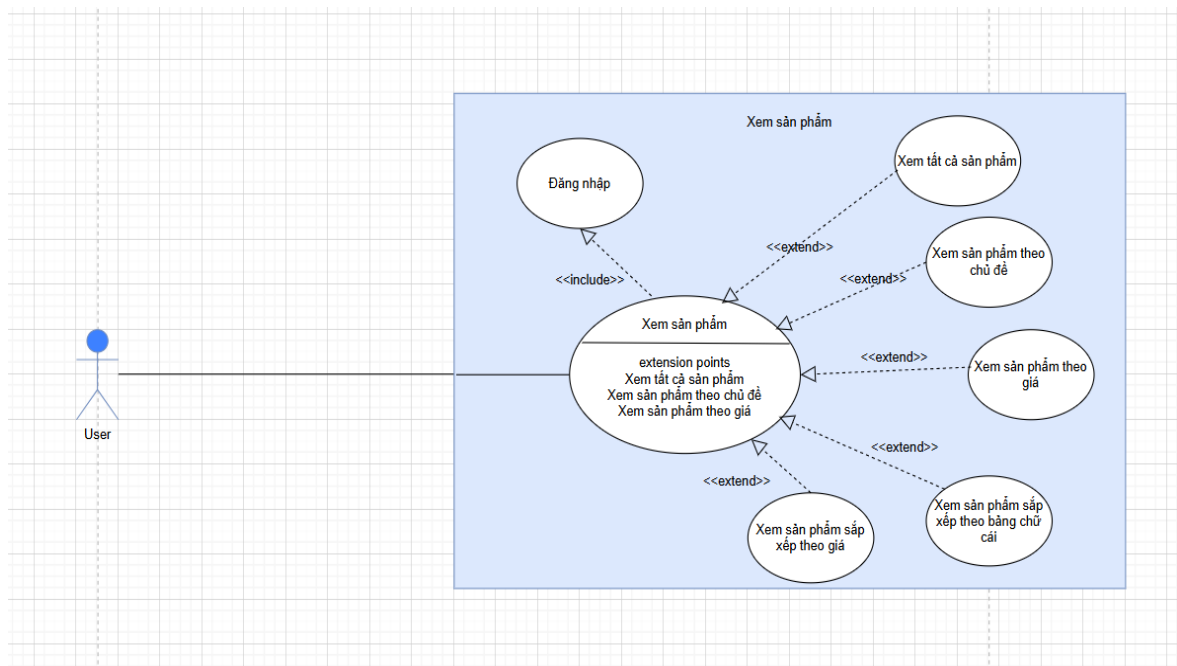 Xem sản phẩm
Xem tất cả sản phẩm
Đăng nhập
<<extend>>
Xem sản phẩm theo
chủ đề
<<include>>
<<extend>>
Xem sản phẩm
extension points
Xem tất cả sản phẩm
Xem sản phẩm theo chủ đề
Xem sản phẩm theo giá
<<extend>>
Xem sản phẩm theo
giá
User
<<extend>>
<<extend>>
Xem sản phẩm sắp
xếp theo bảng chữ
cái
Xem sản phẩm sắp
xếp theo giá